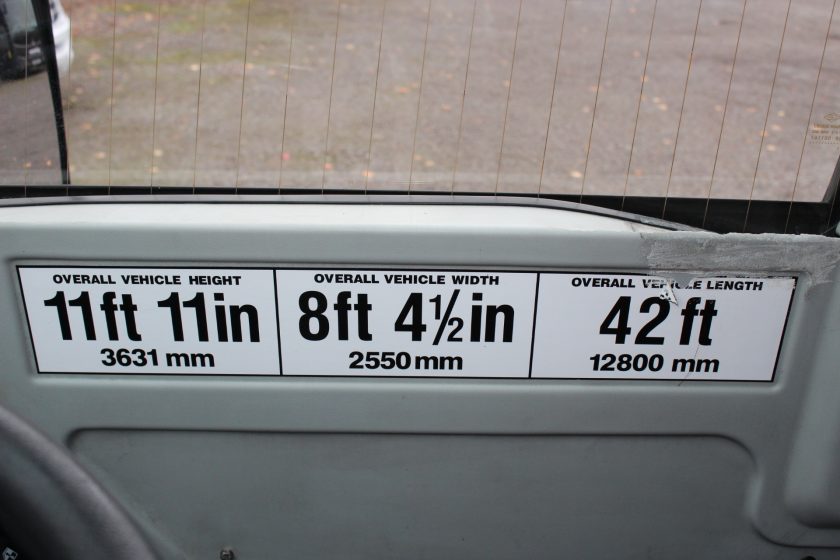 OVERALL VEHICLE HEIGHT
11ft 11in
3631 mm
OVERALL VEHICLE WIDTH
8ft 4½in
2550mm
OVERALL VEHICLE LENGTH
42ft
12800 mm